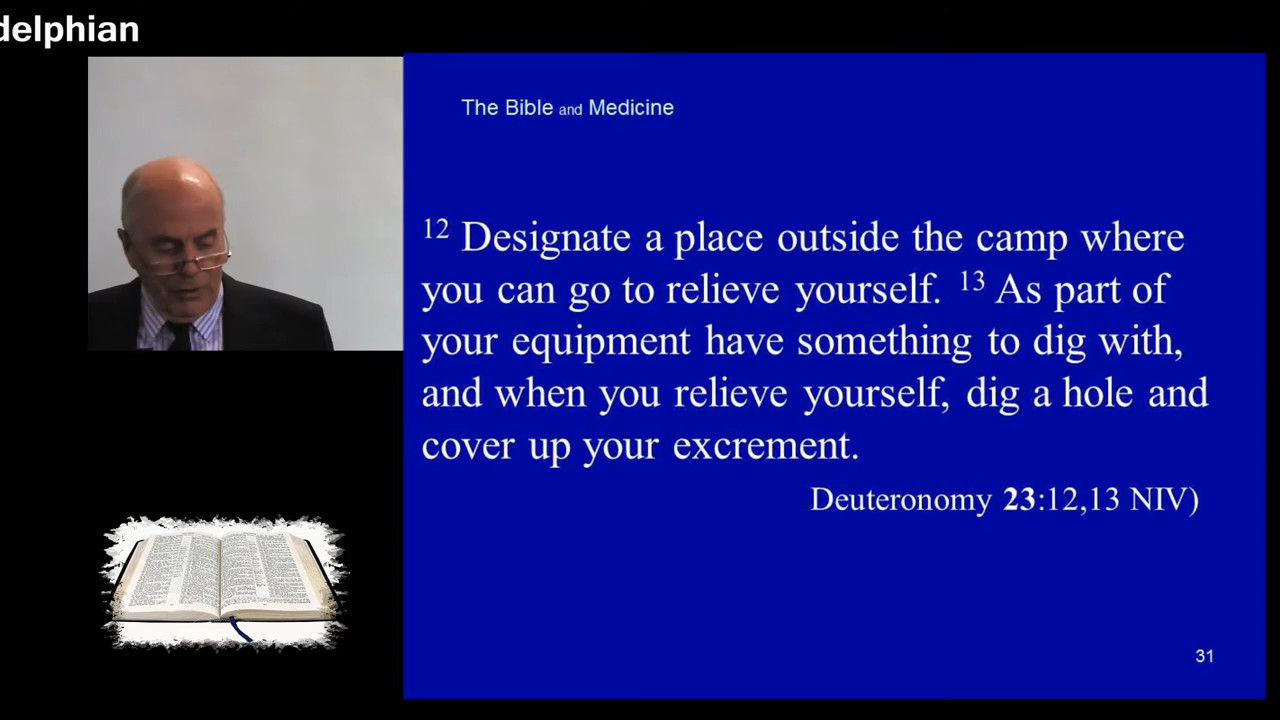 delphian
The Bible and Medicine
12 Designate a place outside the camp where
you can go to relieve yourself. 13 As part of
your equipment have something to dig with,
and when you relieve yourself, dig a hole and
cover up your excrement.
Deuteronomy 23:12,13 NIV)
31